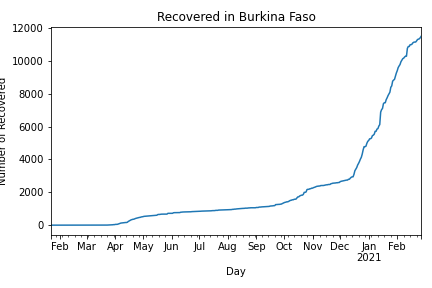 Recovered in Burkina Faso
12000
10000
8000
6000
4000
2000
0
Number of Recovered
Feb Mar Apr May Jun Jul Aug Sep Oct Nov Dec Jan Feb
2021
Day